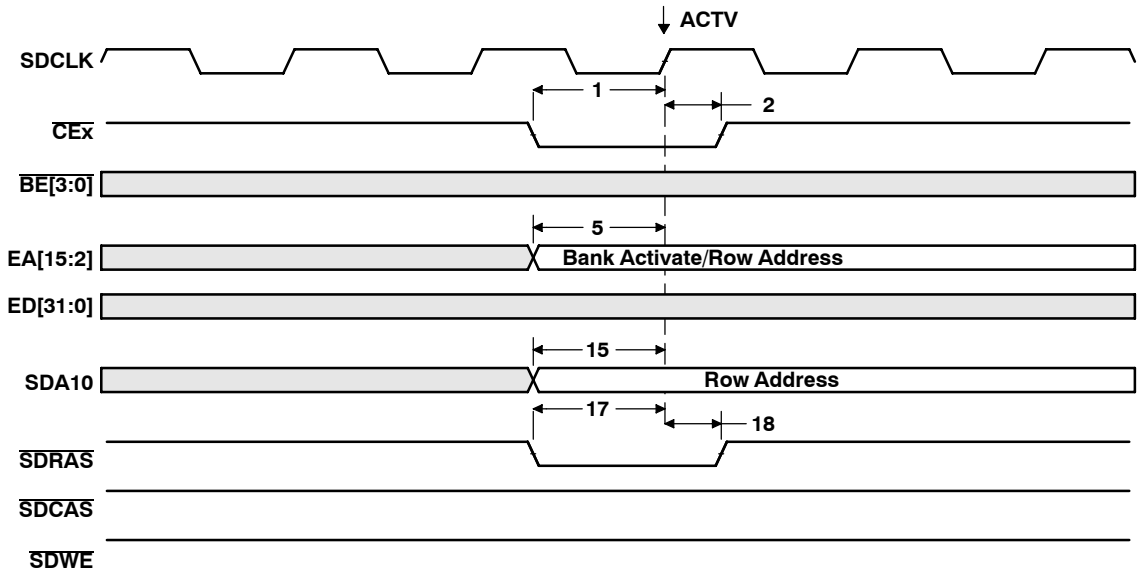 ACTV
SDCLK
1
2
CEx
BE[3:0]
5
EA[15:2]
Bank Activate/Row Address
ED[31:0]
15
SDA10
Row Address
17
18
SDRAS
SDCAS
SDWE